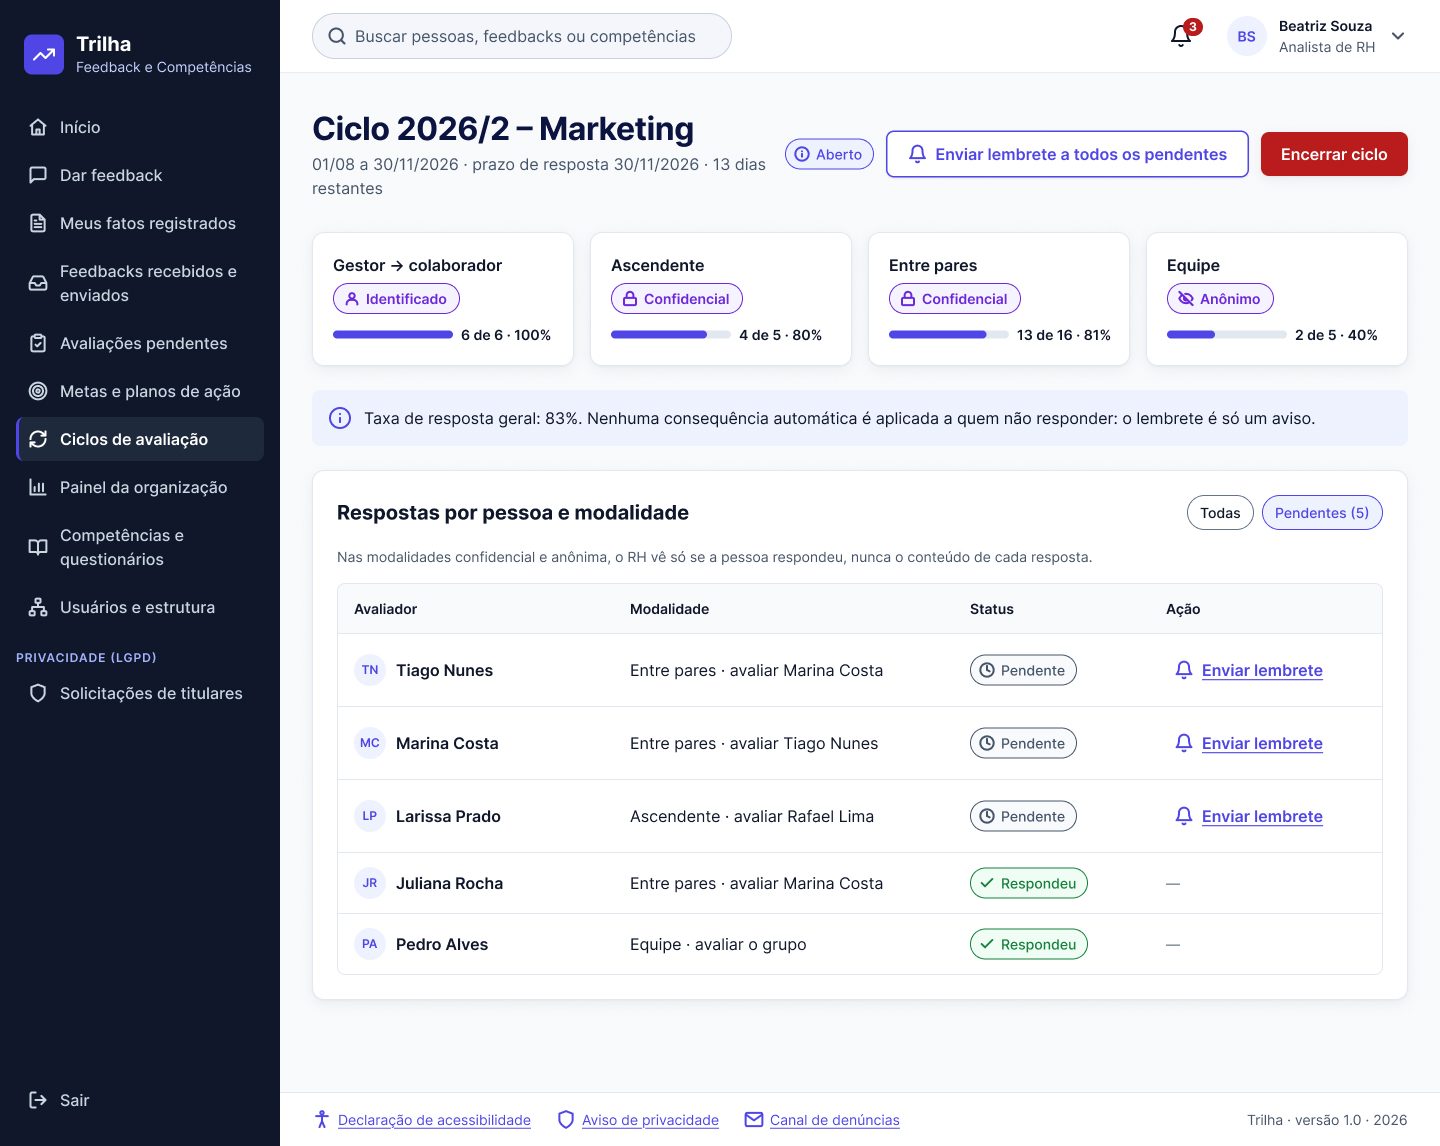 Trilha
Feedback e Competências
Início
Dar feedback
Meus fatos registrados
Feedbacks recebidos e
enviados
Avaliações pendentes
Metas e planos de ação
Ciclos de avaliação
Painel da organização
Competências e
questionários
Usuários e estrutura
PRIVACIDADE (LGPD)
Solicitações de titulares
Sair
Buscar pessoas, feedbacks ou competências
3
BS
Beatriz Souza
Analista de RH
Ciclo 2026/2 – Marketing
01/08 a 30/11/2026 · prazo de resposta 30/11/2026 · 13 dias
restantes
Aberto
Enviar lembrete a todos os pendentes
Encerrar ciclo
Gestor → colaborador
Identificado
6 de 6 · 100%
Ascendente
Confidencial
4 de 5 · 80%
Entre pares
Confidencial
13 de 16 · 81%
Equipe
Anônimo
2 de 5 · 40%
Taxa de resposta geral: 83%. Nenhuma consequência automática é aplicada a quem não responder: o lembrete é só um aviso.
Respostas por pessoa e modalidade
Todas
Pendentes (5)
Nas modalidades confidencial e anônima, o RH vê só se a pessoa respondeu, nunca o conteúdo de cada resposta.
Avaliador Modalidade Status Ação
TN Tiago Nunes Entre pares · avaliar Marina Costa Pendente Enviar lembrete
MC Marina Costa Entre pares · avaliar Tiago Nunes Pendente Enviar lembrete
LP Larissa Prado Ascendente · avaliar Rafael Lima Pendente Enviar lembrete
JR Juliana Rocha Entre pares · avaliar Marina Costa Respondeu —
PA Pedro Alves Equipe · avaliar o grupo Respondeu —
Declaração de acessibilidade
Aviso de privacidade
Canal de denúncias
Trilha · versão 1.0 · 2026